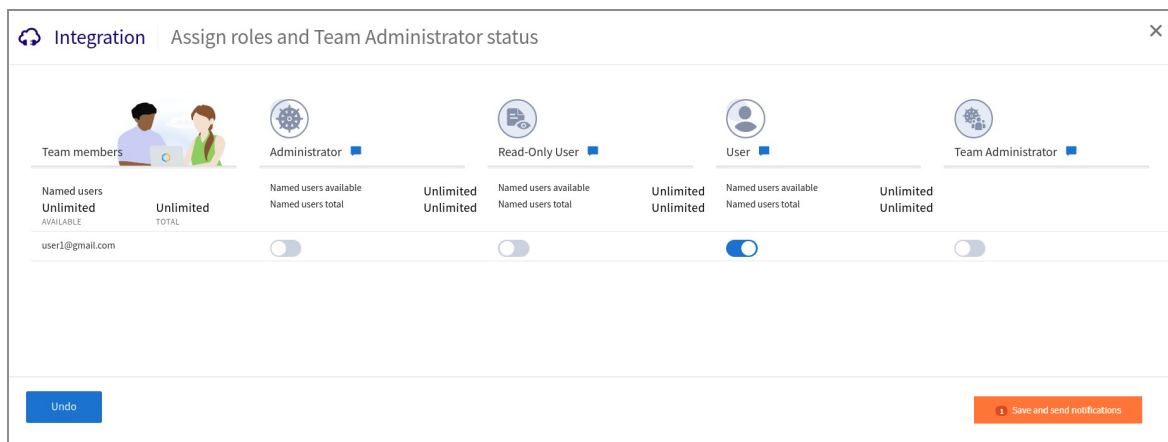 Integration
Assign roles and Team Administrator status
Team members
Administrator
Read-Only User
User
Team Administrator
Named users
Unlimited
AVAILABLE
Unlimited
TOTAL
Named users available
Unlimited
Named users total
Unlimited
Named users available
Unlimited
Named users total
Unlimited
Named users available
Unlimited
Named users total
Unlimited
user1@gmail.com
Undo
1 Save and send notifications